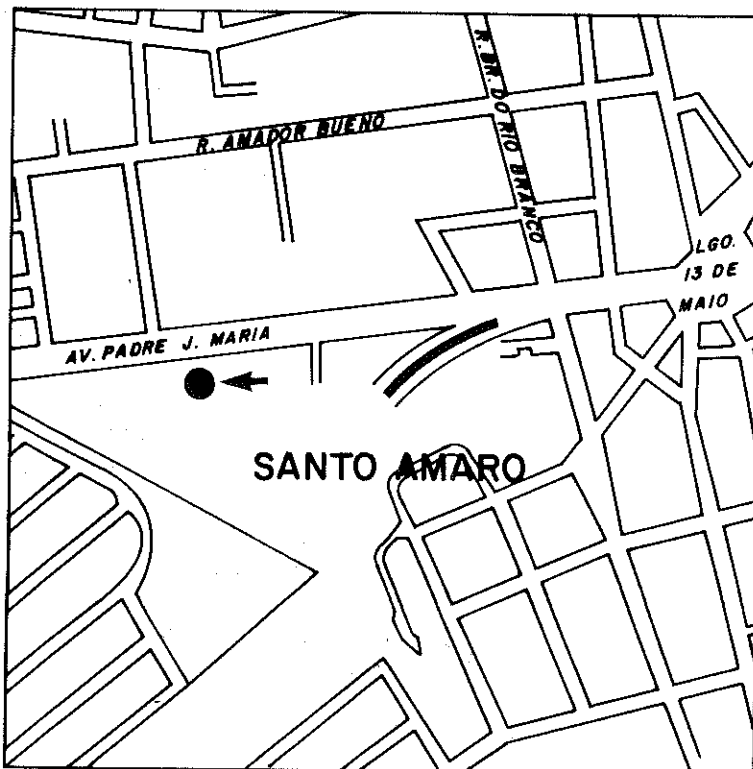 R. BR. DO RIO BRANCO
R. AMADOR BUENO
LGO.
13 DE
MAIO
AV. PADRE J. MARIA
SANTO AMARO